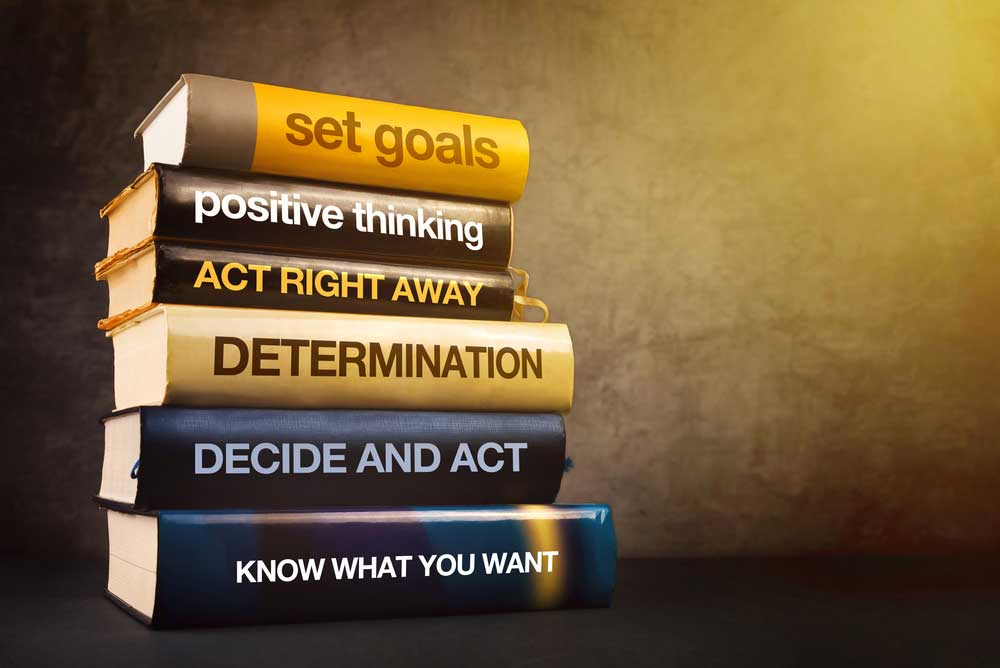 set goals
positive thinking
ACT RIGHT AWAY
DETERMINATION
DECIDE AND ACT
KNOW WHAT YOU WANT